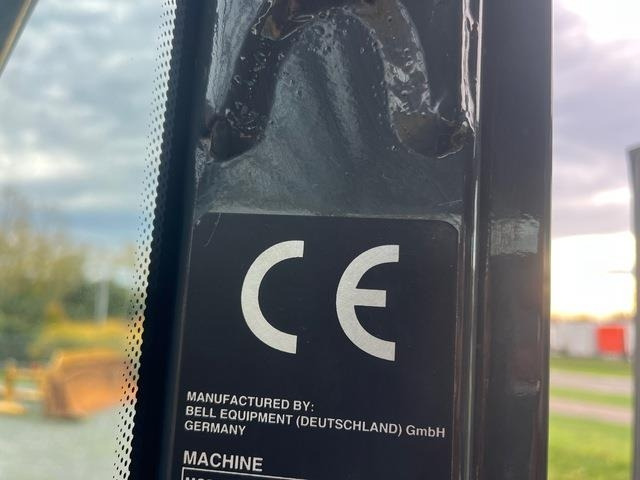 CE
MANUFACTURED BY:
BELL EQUIPMENT (DEUTSCHLAND) GmbH
GERMANY
MACHINE